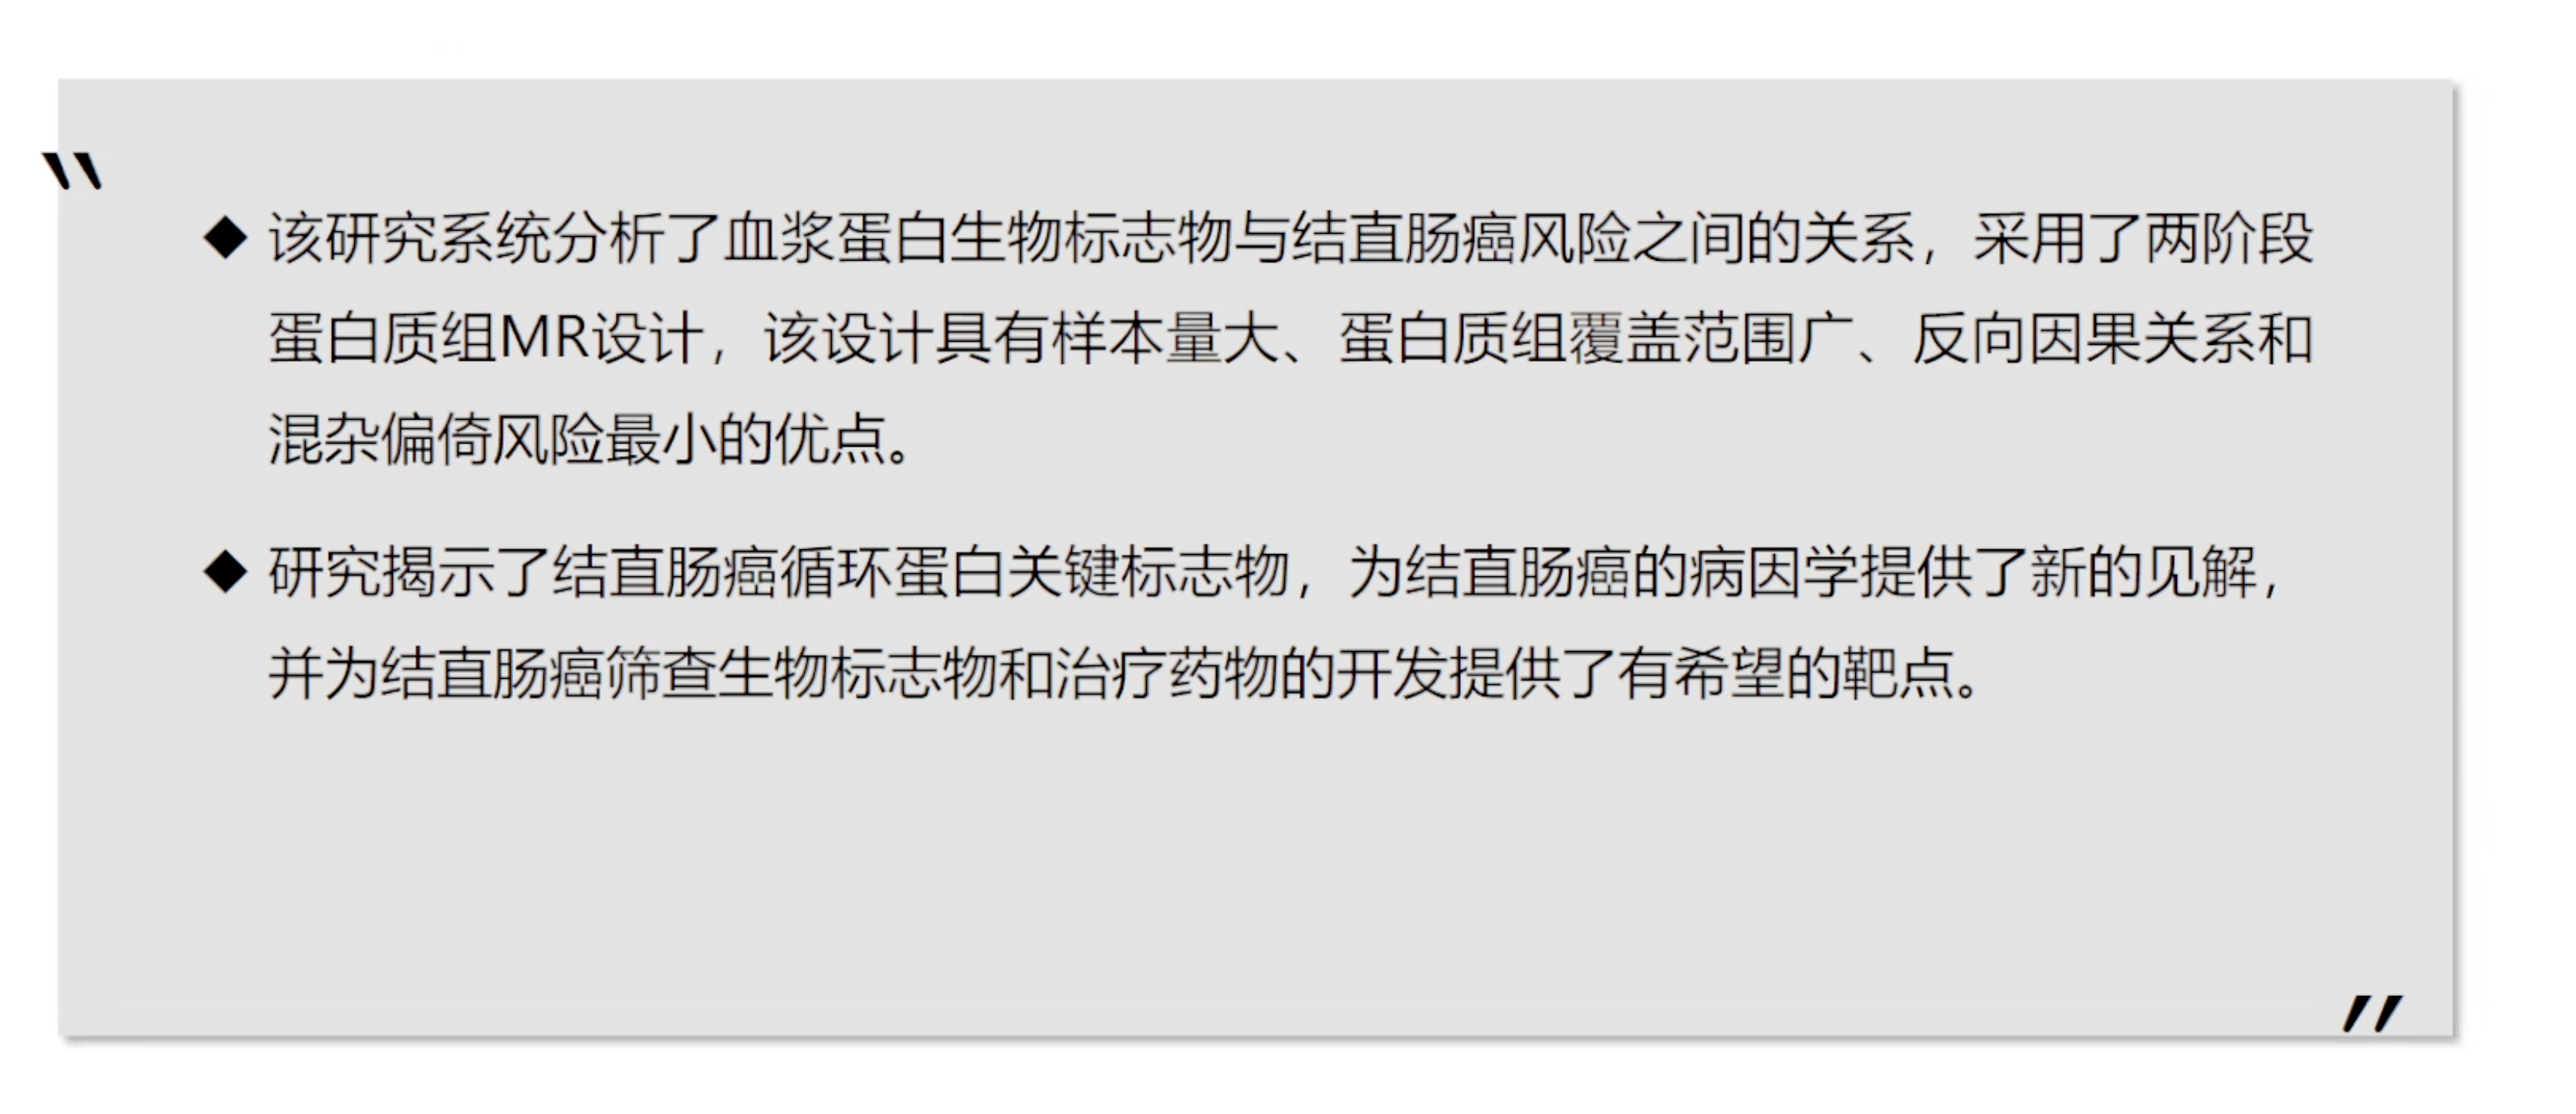 "
◆ 该研究系统分析了血浆蛋白生物标志物与结直肠癌风险之间的关系，采用了两阶段
蛋白质组MR设计，该设计具有样本量大、蛋白质组覆盖范围广、反向因果关系和
混杂偏倚风险最小的优点。
◆ 研究揭示了结直肠癌循环蛋白关键标志物，为结直肠癌的病因学提供了新的见解，
并为结直肠癌筛查生物标志物和治疗药物的开发提供了有希望的靶点。
"